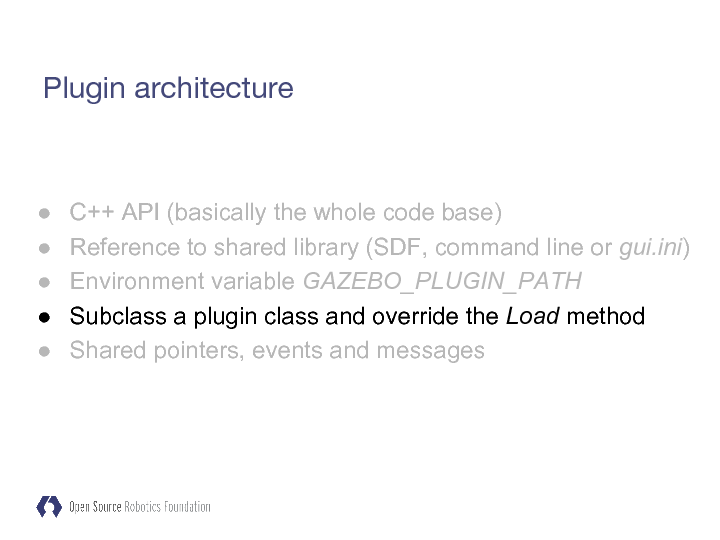 Plugin architecture
● C++ API (basically the whole code base)
● Reference to shared library (SDF, command line or gui.ini)
● Environment variable GAZEBO_PLUGIN_PATH
● Subclass a plugin class and override the Load method
● Shared pointers, events and messages
Open Source Robotics Foundation